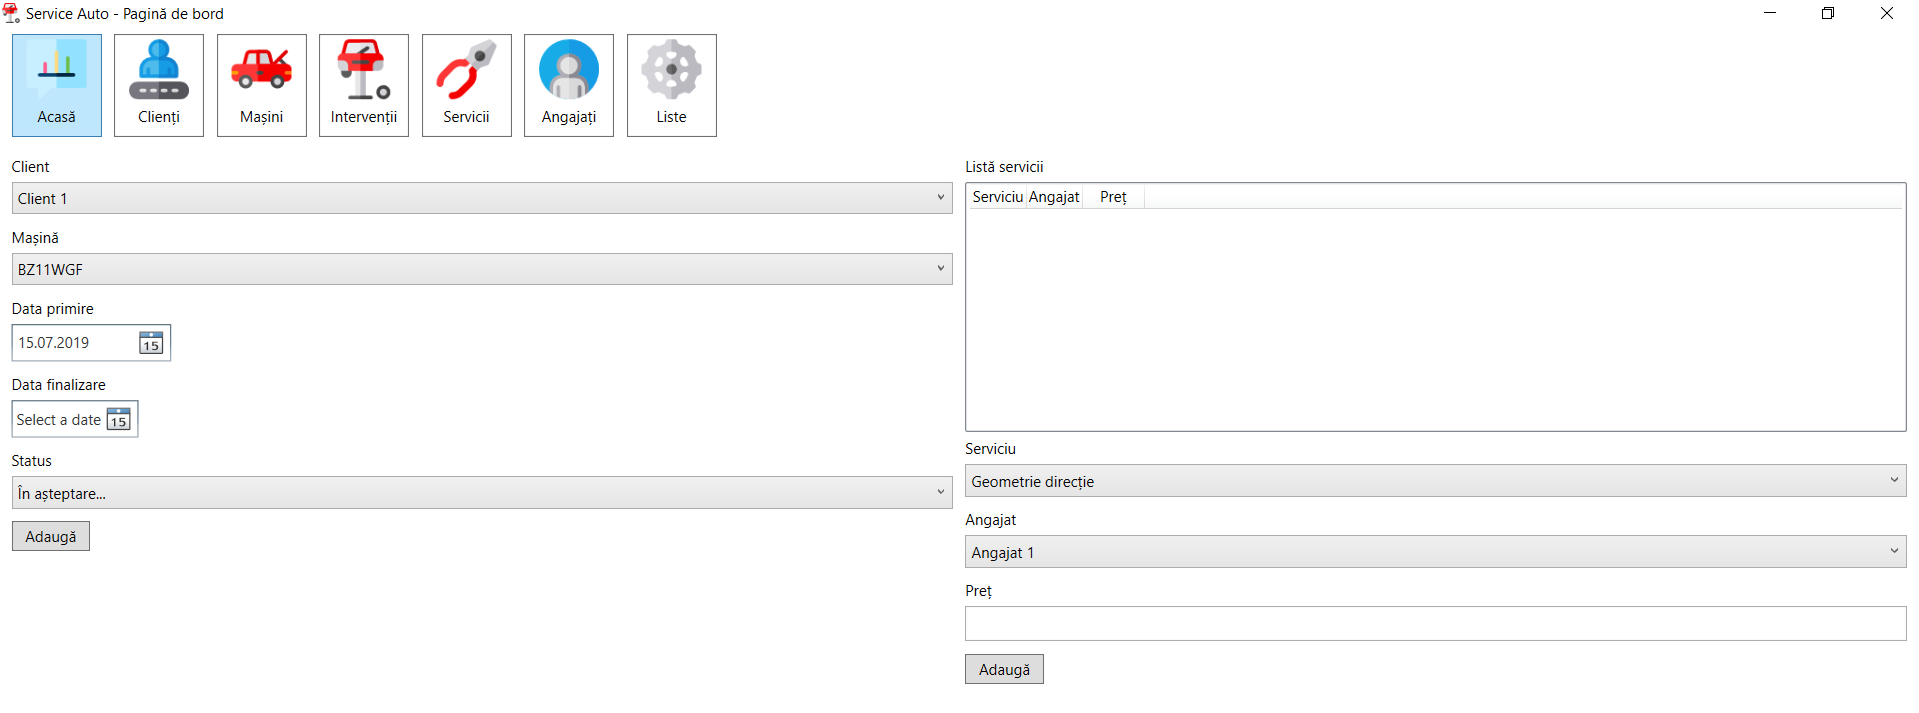 Service Auto - Pagină de bord
Acasă
Clienți
Mașini
Intervenții
Servicii
Angajați
Liste
Client
Client 1
Mașină
BZ11WGF
Data primire
15.07.2019
15
Data finalizare
Select a date
15
Status
În așteptare...
Adaugă
Listă servicii
Serviciu Angajat Preț
Serviciu
Geometrie direcție
Angajat
Angajat 1
Preț
Adaugă